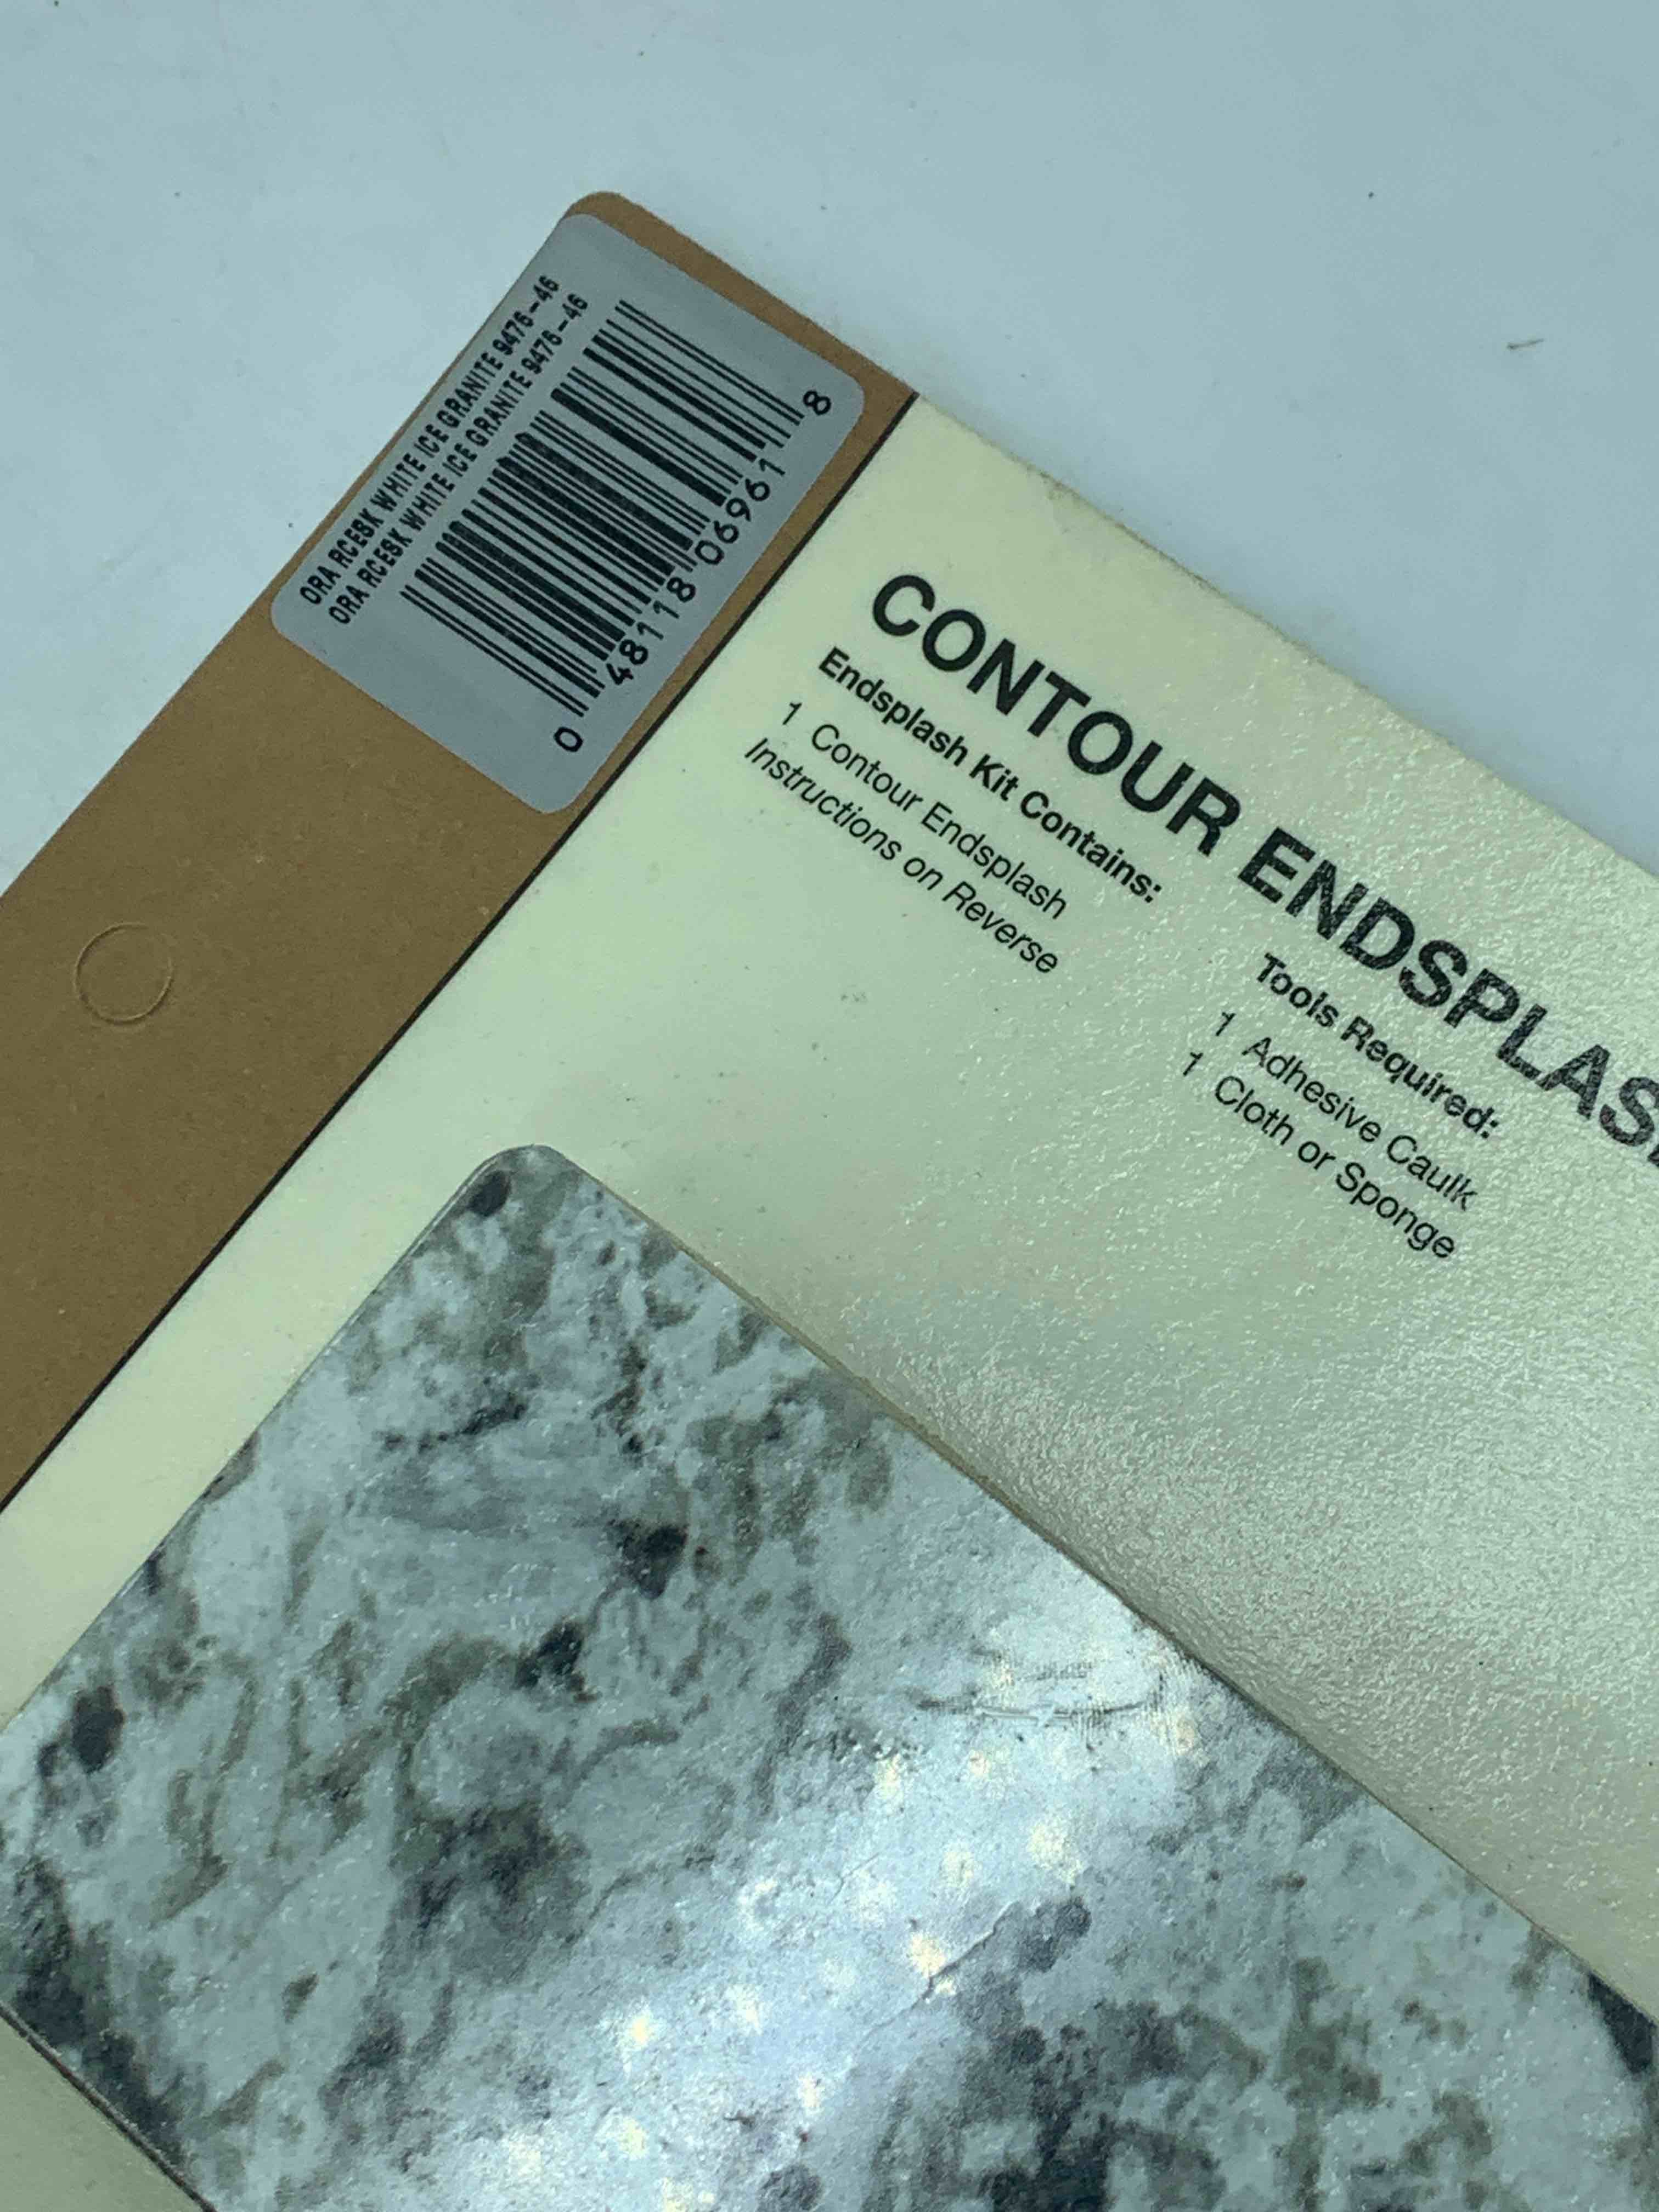 ORA RCESK WHITE ICE GRANITE 9476-46
ORA RCESK WHITE ICE GRANITE 9476-46
0 48118 06961 8
CONTOUR ENDSPLAS
Endsplash Kit Contains:
1 Contour Endsplash
Instructions on Reverse
Tools Required:
1 Adhesive Caulk
1 Cloth or Sponge